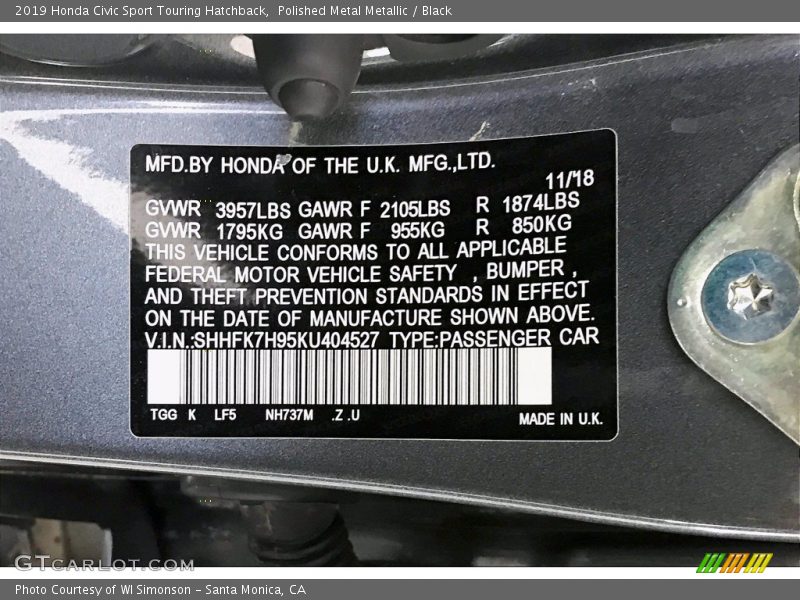 2019 Honda Civic Sport Touring Hatchback,  Polished Metal Metallic / Black
MFD.BY HONDA OF THE U.K. MFG.,LTD.
11/'18
GVWR 3957LBS GAWR F 2105LBS R 1874LBS
GVWR 1795KG GAWR F 955KG R 850KG
THIS VEHICLE CONFORMS TO ALL APPLICABLE
FEDERAL MOTOR VEHICLE SAFETY , BUMPER ,
AND THEFT PREVENTION STANDARDS IN EFFECT
ON THE DATE OF MANUFACTURE SHOWN ABOVE.
V.I.N.:SHHFK7H95KU404527 TYPE:PASSENGER CAR
TGG K LF5 NH737M .Z .U
MADE IN U.K.
GTCARLOT.COM
Photo Courtesy of WI Simonson - Santa Monica, CA